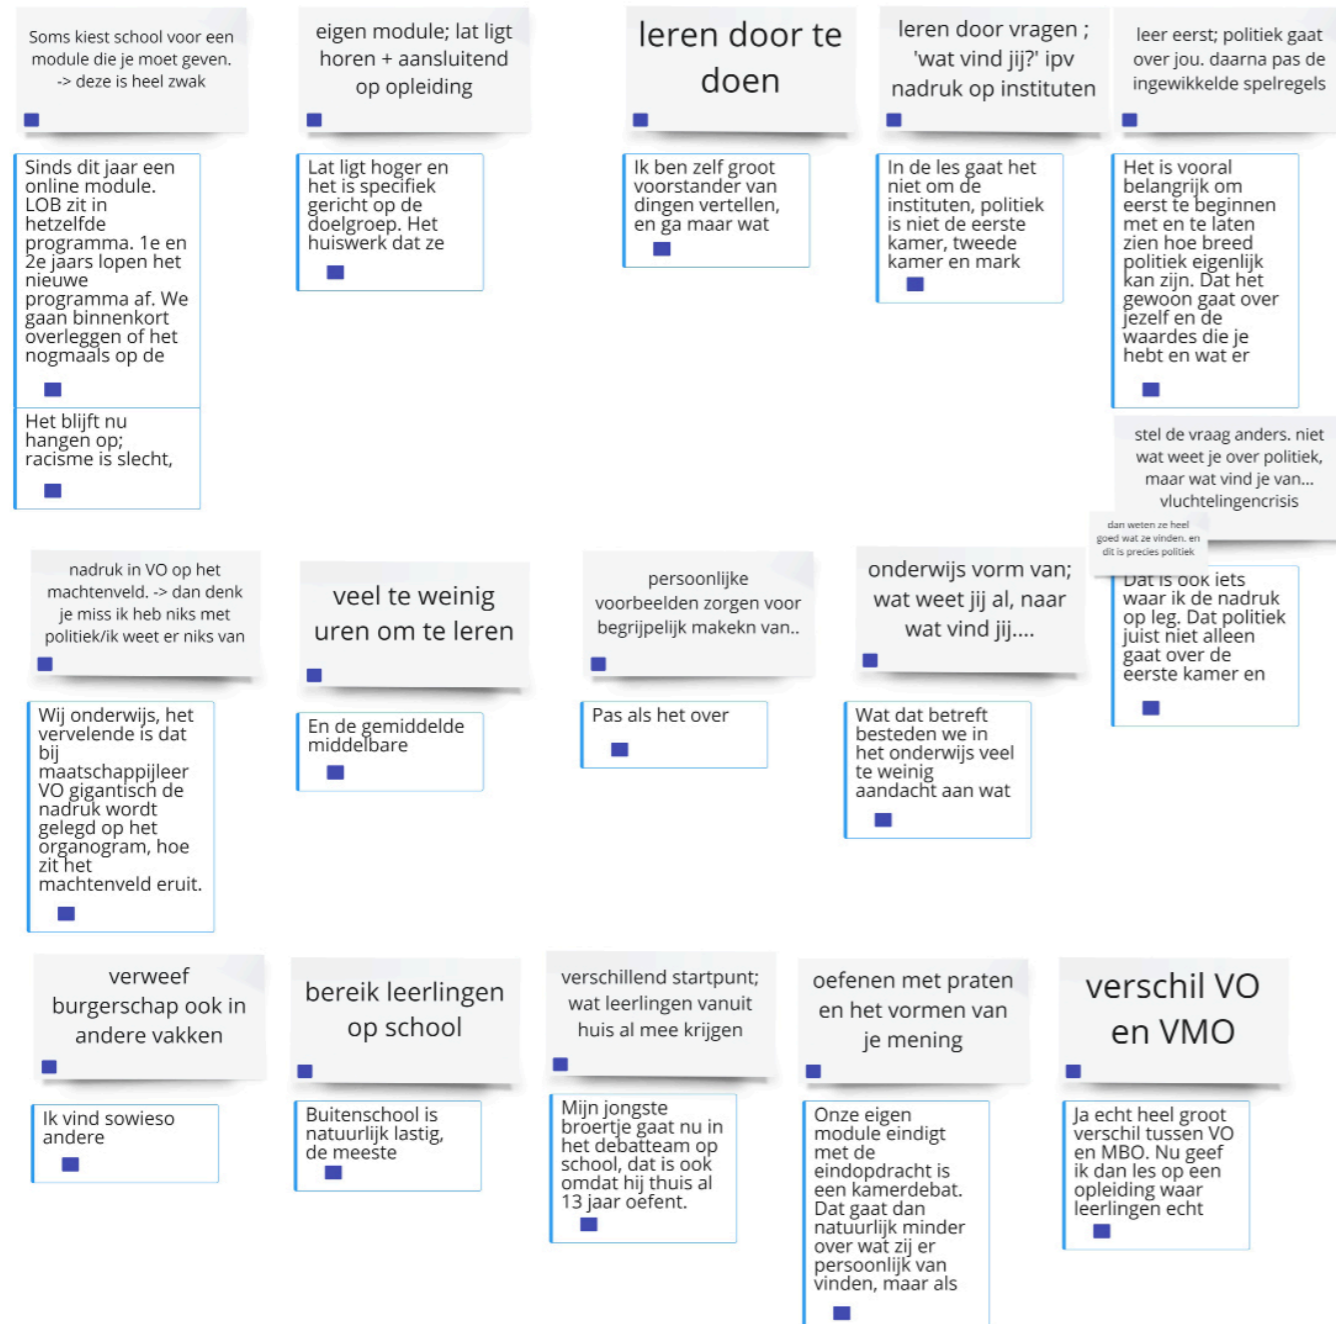 Soms kiest school voor een
module die je moet geven.
-> deze is heel zwak
Sinds dit jaar een
online module.
LOB zit in
hetzelfde
programma. 1e en
2e jaars lopen het
nieuwe
programma af. We
gaan binnenkort
overleggen of het
nogmaals op de
Het blijft nu
hangen op;
racisme is slecht,
eigen module; lat ligt
horen + aansluitend
op opleiding
Lat ligt hoger en
het is specifiek
gericht op de
doelgroep. Het
huiswerk dat ze
leren door te
doen
Ik ben zelf groot
voorstander van
dingen vertellen,
en ga maar wat
leren door vragen ;
'wat vind jij?' ipv
nadruk op instituten
In de les gaat het
niet om de
instituten, politiek
is niet de eerste
kamer, tweede
kamer en mark
leer eerst; politiek gaat
over jou. daarna pas de
ingewikkelde spelregels
Het is vooral
belangrijk om
eerst te beginnen
met en te laten
zien hoe breed
politiek eigenlijk
kan zijn. Dat het
gewoon gaat over
jezelf en de
waardes die je
hebt en wat er
stel de vraag anders. niet
wat weet je over politiek,
maar wat vind je van...
vluchtelingencrisis
dan weten ze heel
goed wat ze vinden. en
dit is precies politiek
Dat is ook iets
waar ik de nadruk
op leg. Dat politiek
juist niet alleen
gaat over de
eerste kamer en
nadruk in VO op het
machtenveld. -> dan denk
je miss ik heb niks met
politiek/ik weet er niks van
Wij onderwijs, het
vervelende is dat
bij
maatschappijleer
VO gigantisch de
nadruk wordt
gelegd op het
organogram, hoe
zit het
machtenveld eruit.
veel te weinig
uren om te leren
En de gemiddelde
middelbare
persoonlijke
voorbeelden zorgen voor
begrijpelijk makekn van..
Pas als het over
onderwijs vorm van;
wat weet jij al, naar
wat vind jij....
Wat dat betreft
besteden we in
het onderwijs veel
te weinig
aandacht aan wat
verweef
burgerschap ook in
andere vakken
Ik vind sowieso
andere
bereik leerlingen
op school
Buitenschool is
natuurlijk lastig,
de meeste
verschillend startpunt;
wat leerlingen vanuit
huis al mee krijgen
Mijn jongste
broertje gaat nu in
het debatteam op
school, dat is ook
omdat hij thuis al
13 jaar oefent.
oefenen met praten
en het vormen van
je mening
Onze eigen
module eindigt
met de
eindopdracht is
een kamerdebat.
Dat gaat dan
natuurlijk minder
over wat zij er
persoonlijk van
vinden, maar als
verschil VO
en VMO
Ja echt heel groot
verschil tussen VO
en MBO. Nu geef
ik dan les op een
opleiding waar
leerlingen echt